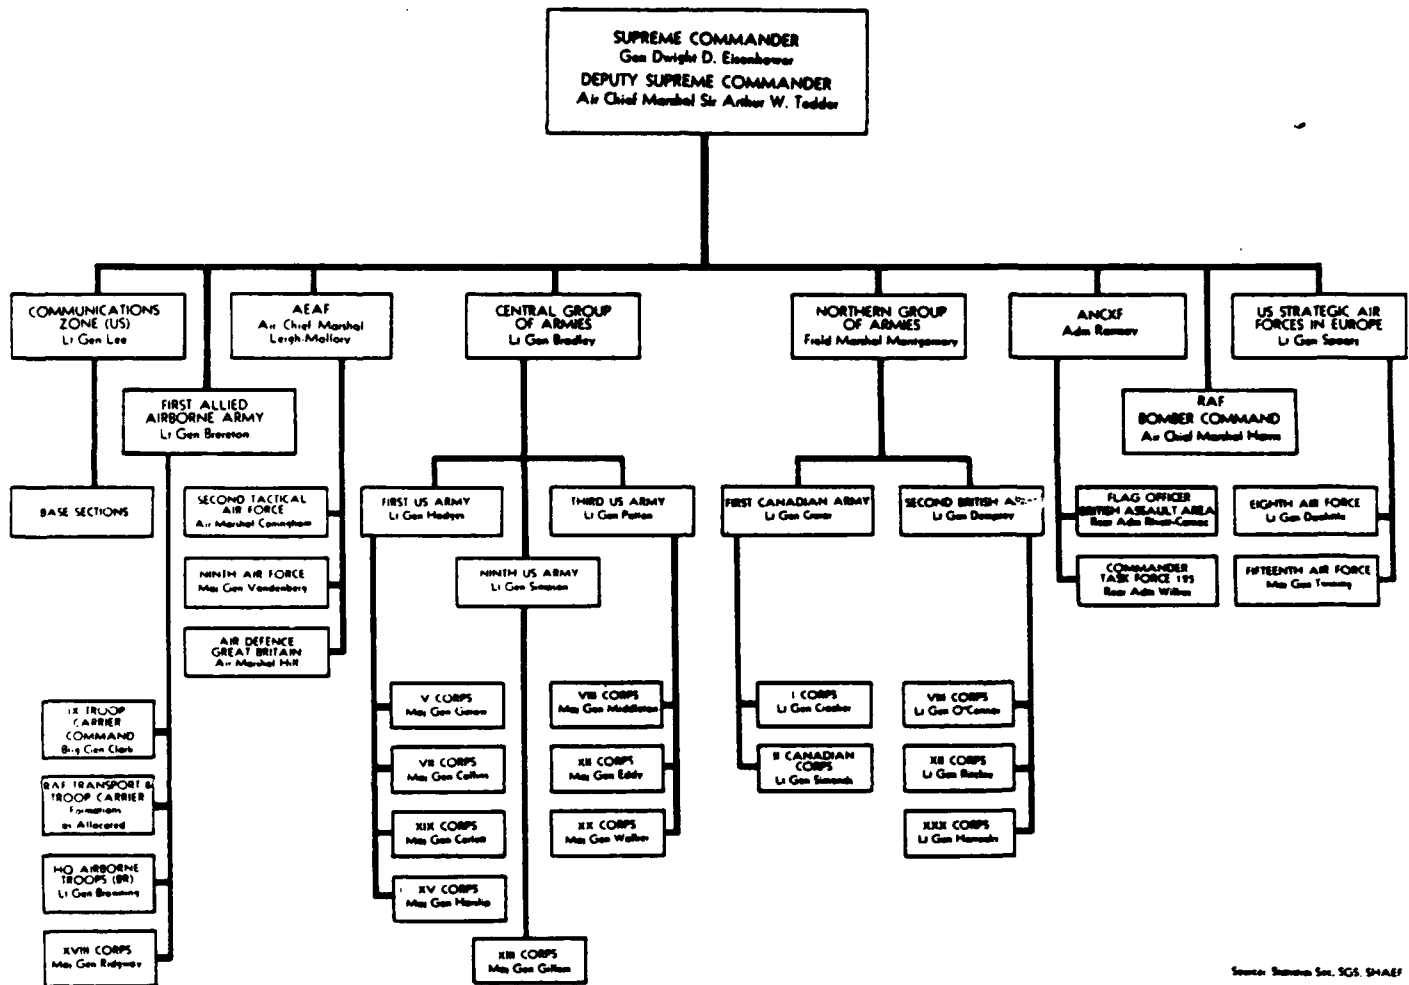 SUPREME COMMANDER
Gen Dwight D. Eisenhower
DEPUTY SUPREME COMMANDER
Air Chief Marshal Sir Arthur W. Tedder
COMMUNICATIONS
ZONE (US)
Lt Gen Lee
AEAF
Air Chief Marshal
Leigh-Mallory
CENTRAL GROUP
OF ARMIES
Lt Gen Bradley
NORTHERN GROUP
OF ARMIES
Field Marshal Montgomery
ANCXF
Adm Ramsay
US STRATEGIC AIR
FORCES IN EUROPE
Lt Gen Spaatz
FIRST ALLIED
AIRBORNE ARMY
Lt Gen Brereton
RAF
BOMBER COMMAND
Air Chief Marshal Harris
BASE SECTIONS
SECOND TACTICAL
AIR FORCE
Air Marshal Coningham
FIRST US ARMY
Lt Gen Hodges
THIRD US ARMY
Lt Gen Patton
FIRST CANADIAN ARMY
Lt Gen Crerar
SECOND BRITISH
Lt Gen Dempsey
FLAG OFFICER
BRITISH ASSAULT AREA
Rear Adm
EIGHTH AIR FORCE
Lt Gen Doolittle
NINTH AIR FORCE
Maj Gen Vandenberg
NINTH US ARMY
Lt Gen Simpson
COMMANDER
TASK FORCE 125
Rear Adm Wilkes
FIFTEENTH AIR FORCE
Maj Gen Twining
AIR DEFENCE
GREAT BRITAIN
Air Marshal Hill
IX TROOP
CARRIER
COMMAND
Brig Gen Clark
V CORPS
Maj Gen Gerow
VIII CORPS
Maj Gen Middleton
I CORPS
Lt Gen Crocker
VIII CORPS
Lt Gen O'Connor
VII CORPS
Maj Gen Collins
XII CORPS
Maj Gen Eddy
II CANADIAN
CORPS
Lt Gen Simonds
XII CORPS
Lt Gen Ritchie
RAF TRANSPORT &
TROOP CARRIER
Formations
as Allocated
XIX CORPS
Maj Gen Corlett
XX CORPS
Maj Gen Walker
XXX CORPS
Lt Gen Horrocks
HQ AIRBORNE
TROOPS (BR)
Lt Gen Browning
XV CORPS
Maj Gen Haislip
XVIII CORPS
Maj Gen Ridgway
XIII CORPS
Maj Gen Gillem
Source: Sec, SGS, SHAEF